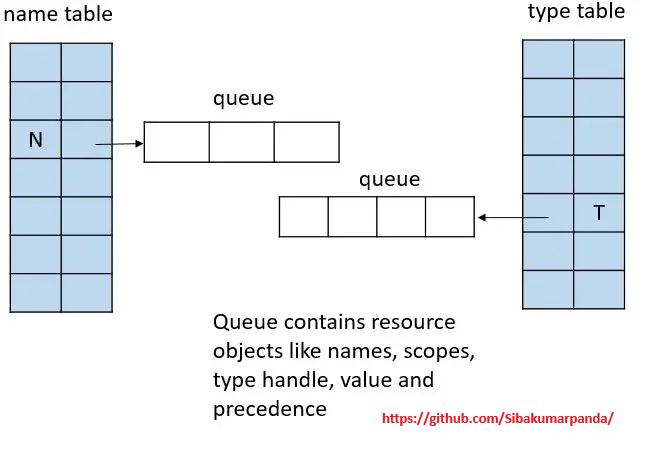 name table
type table
queue
N
queue
T
Queue contains resource
objects like names, scopes,
type handle, value and
precedence
https://github.com/Sibakumarpanda/